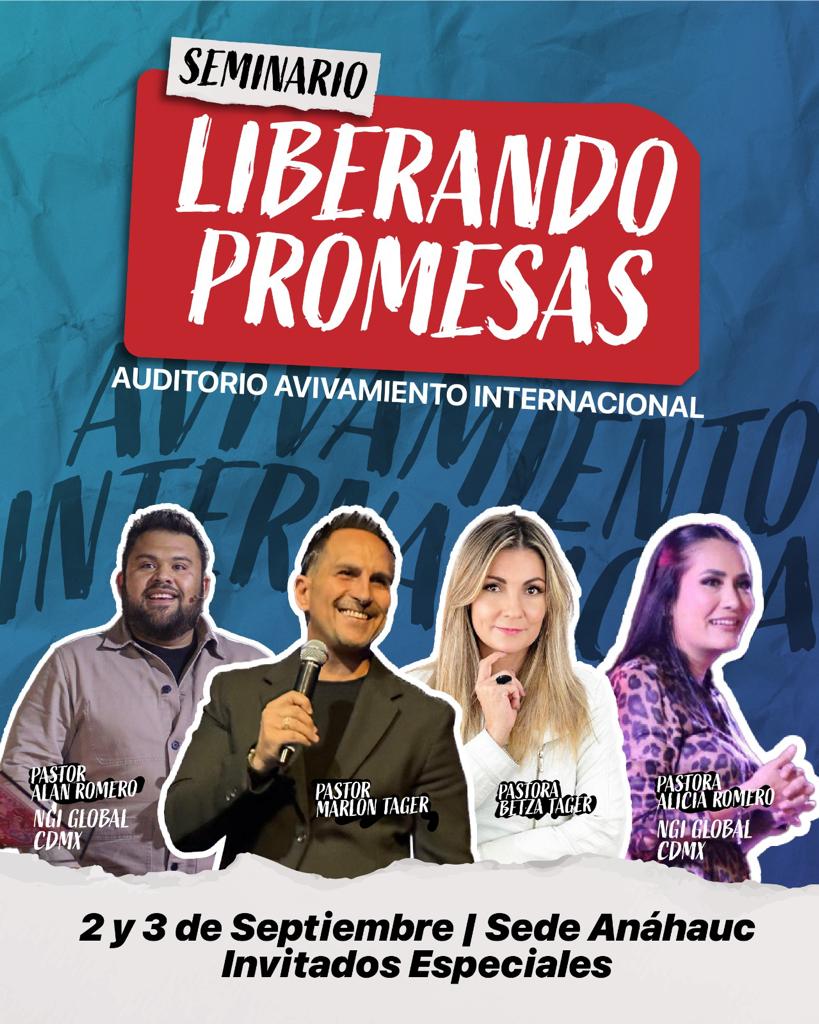 SEMINARIO
LIBERANDO
PROMESAS
AUDITORIO AVIVAMIENTO INTERNACIONAL
AVIVAMIENTO
INTERNACIONA
PASTOR
ALAN ROMERO
NGI GLOBAL
CDMX
PASTOR
MARLON TAGER
PASTORA
BETZA TAGER
PASTORA
ALICIA ROMERO
NGI GLOBAL
CDMX
2 y 3 de Septiembre | Sede Anáhauc
Invitados Especiales